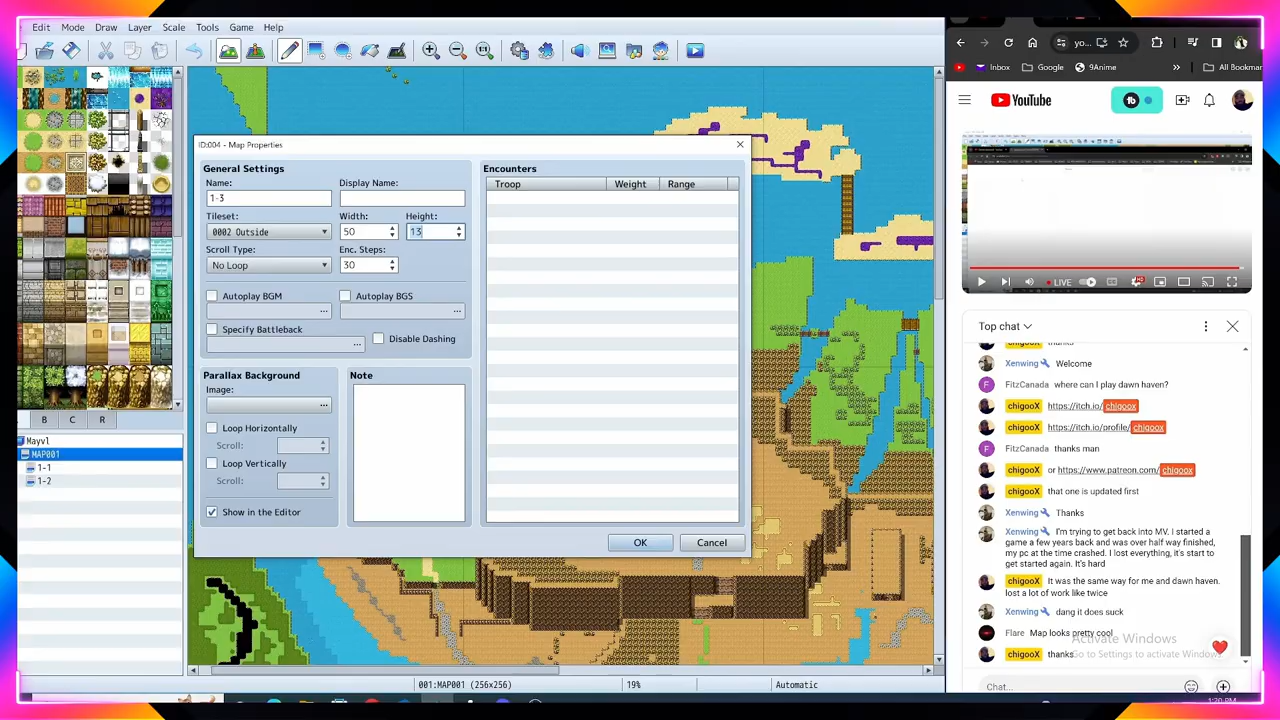 Edit Mode Draw Layer Scale Tools Game Help
ID:004 - Map Prop
General Settings
Name:
Display Name:
1-3
Tileset:
Width:
Height:
0002 Outside
50
13
Scroll Type:
Enc. Steps:
No Loop
30
Autoplay BGM
Autoplay BGS
Specify Battleback
Disable Dashing
Parallax Background
Note
Image:
Loop Horizontally
Scroll:
Loop Vertically
Scroll:
Show in the Editor
Encounters
Troop Weight Range
OK Cancel
B C R
Mayvl
MAP001
1-1
1-2
001:MAP001 (256x256) 19% Automatic
yo...
Inbox Google 9Anime » All Bookmar
YouTube
LIVE
Top chat
chigooX thanks
Xenwing Welcome
FitzCanada where can I play dawn haven?
chigooX https://itch.io/chigoox
chigooX https://itch.io/profile/chigoox
FitzCanada thanks man
chigooX or https://www.patreon.com/chigoox
chigooX that one is updated first
Xenwing Thanks
Xenwing I'm trying to get back into MV. I started a
game a few years back and was over half way finished,
my pc at the time crashed. I lost everything, it's start to
get started again. It's hard
chigooX It was the same way for me and dawn haven.
lost a lot of work like twice
Xenwing dang it does suck
Flare Map looks pretty cool
Activate Windows
chigooX thanks
Go to Settings to activate Windows.
Chat...
1:20 PM